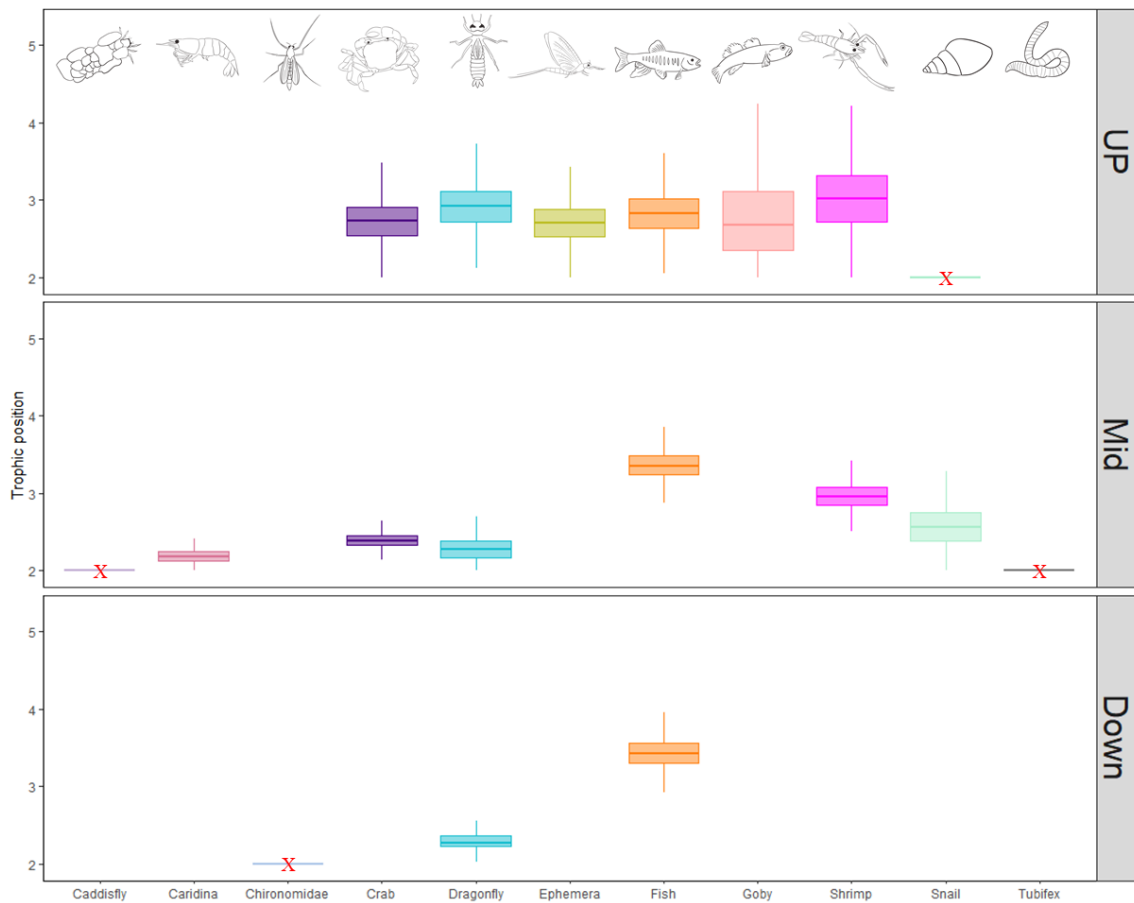 5
4
3
2
X
UP
5
4
3
2
X
X
Mid
Trophic position
5
4
3
2
X
Down
Caddisfly Caridina Chironomidae Crab Dragonfly Ephemera Fish Goby Shrimp Snail Tubifex